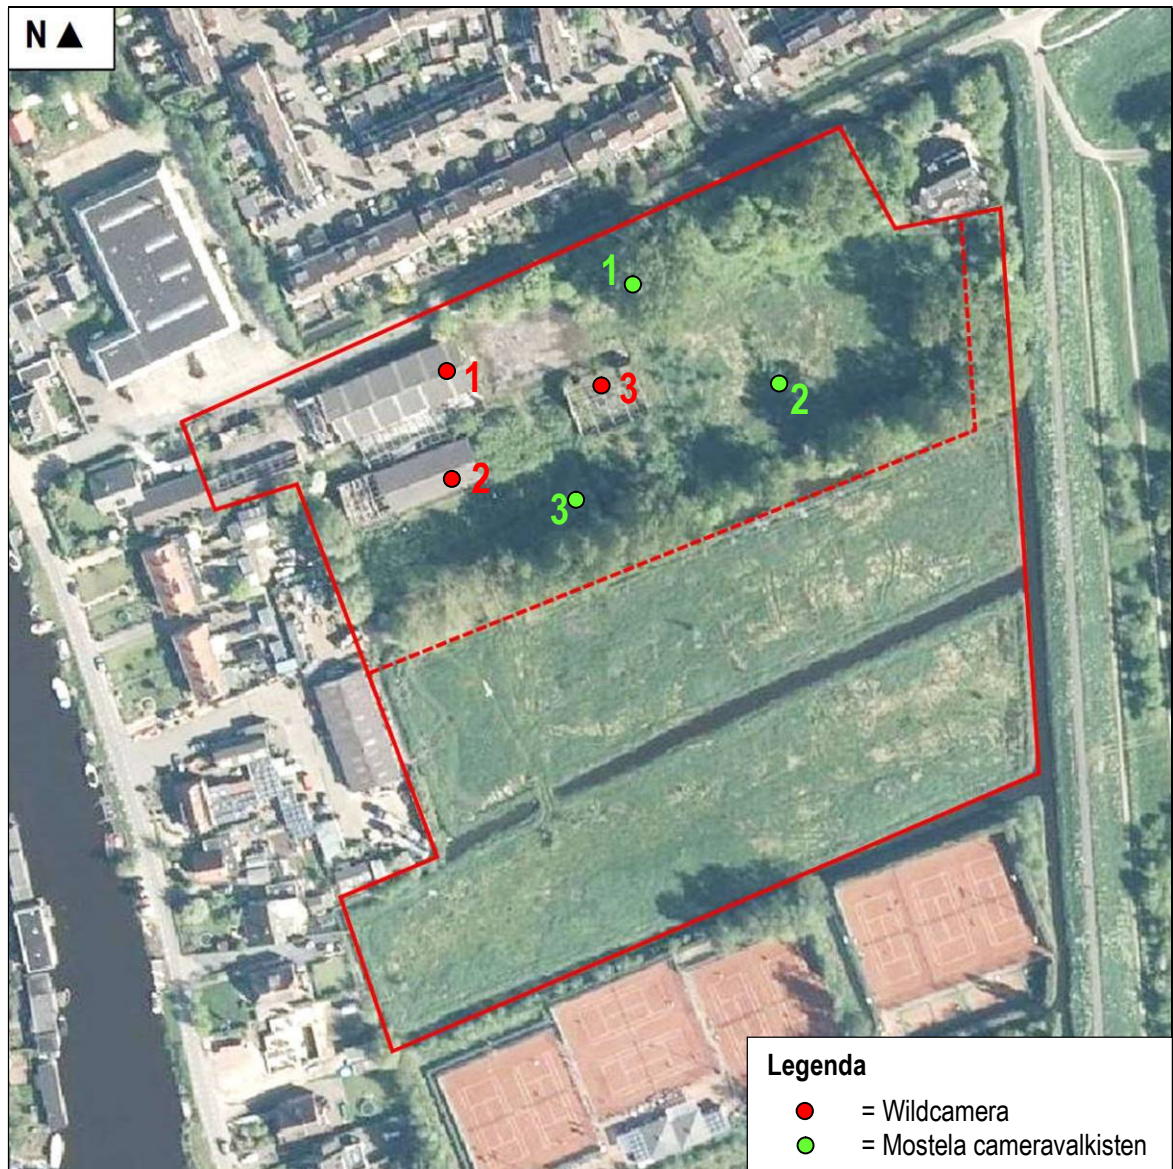 N ▲
1
1
3
2
2
3
Legenda
= Wildcamera
= Mostela cameravalkisten